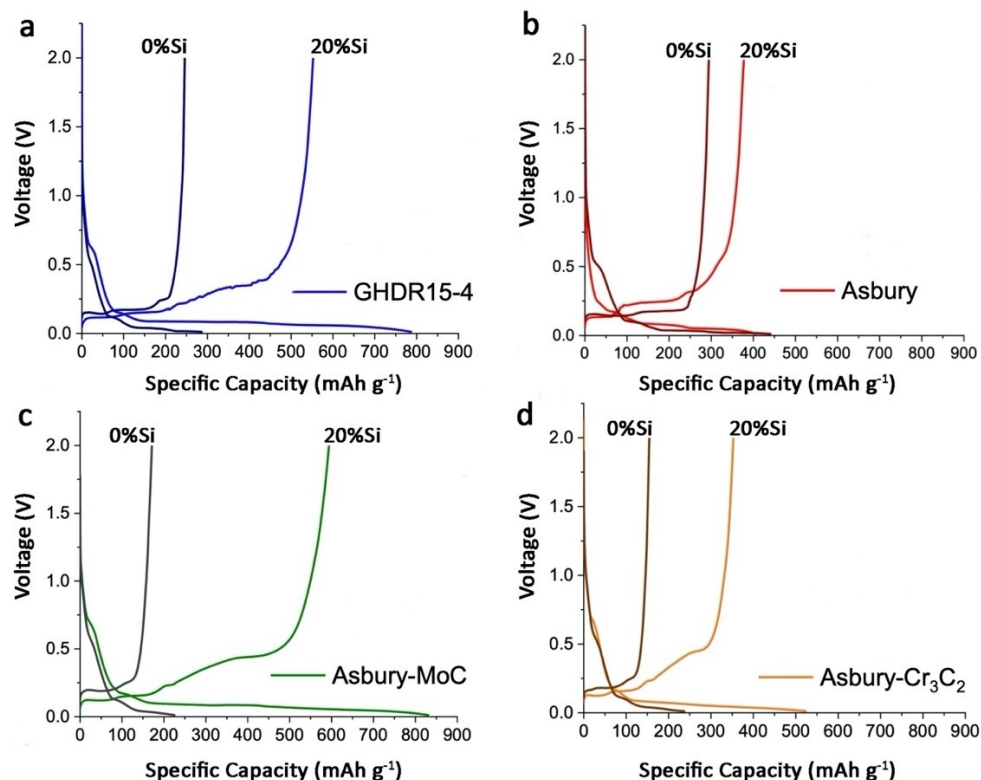 a
0%Si
20%Si
2.0
1.5
1.0
0.5
0.0
Voltage (V)
GHDR15-4
0 100 200 300 400 500 600 700 800 900
Specific Capacity (mAh g⁻¹)
b
0%Si
20%Si
2.0
1.5
1.0
0.5
0.0
Voltage (V)
Asbury
0 100 200 300 400 500 600 700 800 900
Specific Capacity (mAh g⁻¹)
c
0%Si
20%Si
2.0
1.5
1.0
0.5
0.0
Voltage (V)
Asbury-MoC
0 100 200 300 400 500 600 700 800 900
Specific Capacity (mAh g⁻¹)
d
0%Si
20%Si
2.0
1.5
1.0
0.5
0.0
Voltage (V)
Asbury-Cr₃C₂
0 100 200 300 400 500 600 700 800 900
Specific Capacity (mAh g⁻¹)